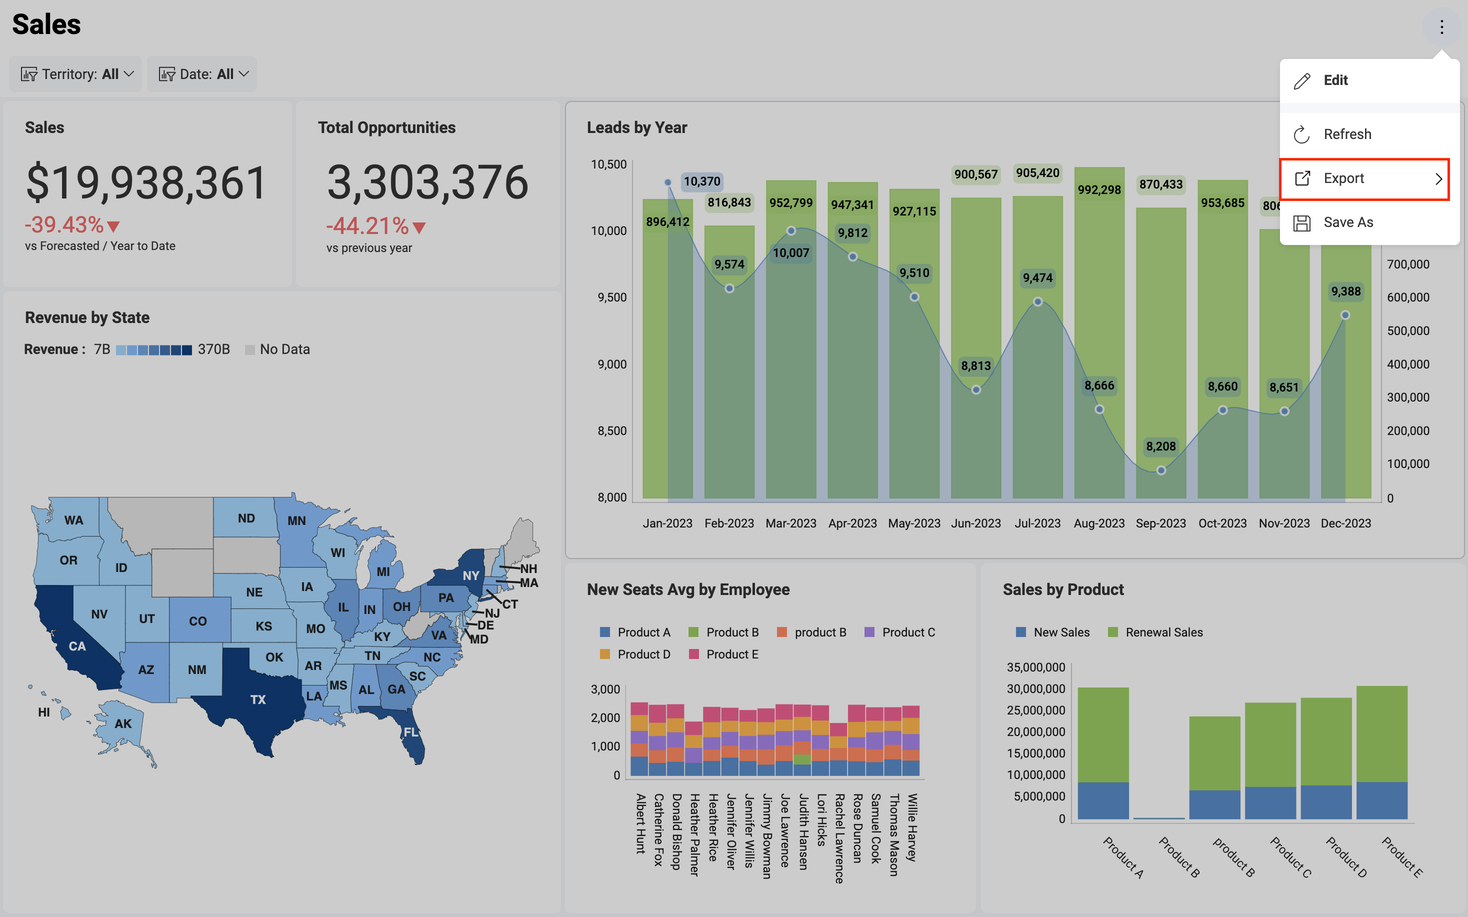 Sales
Territory: All
Date: All
Edit
Refresh
Export
Save As
Sales
$19,938,361
-39.43%
vs Forecasted / Year to Date
Total Opportunities
3,303,376
-44.21%
vs previous year
Revenue by State
Revenue : 7B 370B No Data
WA
OR
ID
ND
MN
WI
MI
NY
NH
MA
CT
NJ
DE
MD
PA
OH
IN
IL
IA
NE
NV
UT
CO
KS
MO
KY
VA
CA
AZ
NM
OK
AR
TN
NC
SC
MS
AL
GA
LA
TX
FL
HI
AK
Leads by Year
10,500
10,000
9,500
9,000
8,500
8,000
896,412
816,843
952,799
947,341
927,115
900,567
905,420
992,298
870,433
953,685
10,370
9,574
10,007
9,812
9,510
8,813
9,474
8,666
8,208
8,660
8,651
9,388
700,000
600,000
500,000
400,000
300,000
200,000
100,000
0
Jan-2023 Feb-2023 Mar-2023 Apr-2023 May-2023 Jun-2023 Jul-2023 Aug-2023 Sep-2023 Oct-2023 Nov-2023 Dec-2023
New Seats Avg by Employee
Product A Product B product B Product C
Product D Product E
3,000
2,000
1,000
0
Albert Hunt
Catherine Fox
Donald Bishop
Heather Palmer
Heather Rice
Jennifer Oliver
Jennifer Willis
Jimmy Bowman
Joe Lawrence
Judith Hansen
Lori Hicks
Rachel Lawrence
Rose Duncan
Samuel Cook
Thomas Mason
Willie Harvey
Sales by Product
New Sales Renewal Sales
35,000,000
30,000,000
25,000,000
20,000,000
15,000,000
10,000,000
5,000,000
0
Product A
Product B
product B
Product C
Product D
Product E